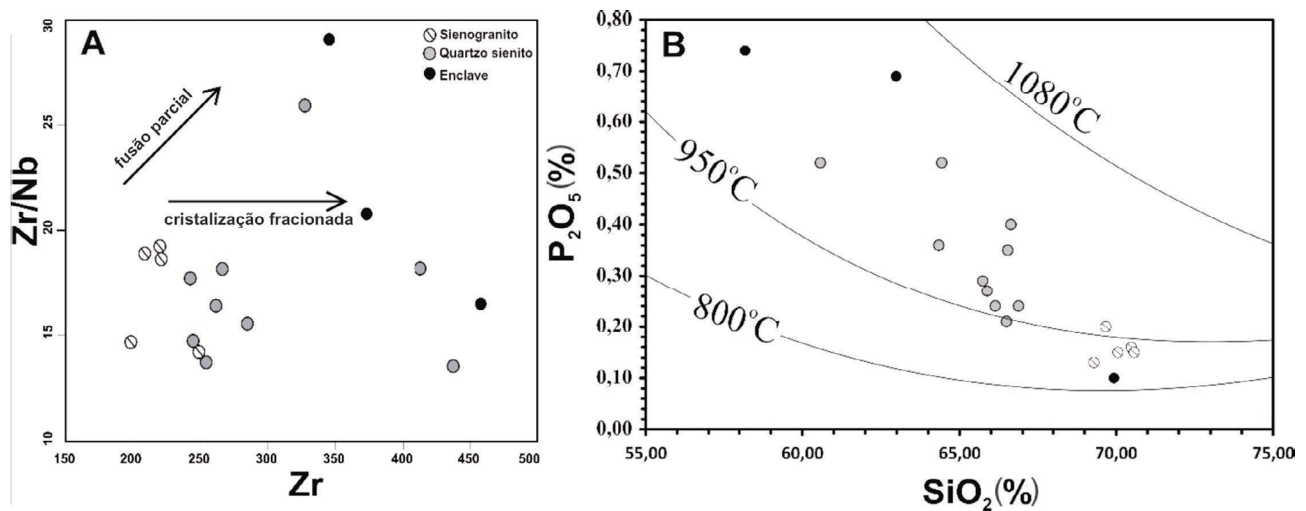 A
Sienogranito
Quartzo sienito
Enclave
fusão parcial
cristalização fracionada
Zr/Nb
30
25
20
15
10
150 200 250 300 350 400 450 500
Zr
B
1080°C
950°C
800°C
P₂O₅(%)
0,80
0,70
0,60
0,50
0,40
0,30
0,20
0,10
0,00
55,00 60,00 65,00 70,00 75,00
SiO₂(%)